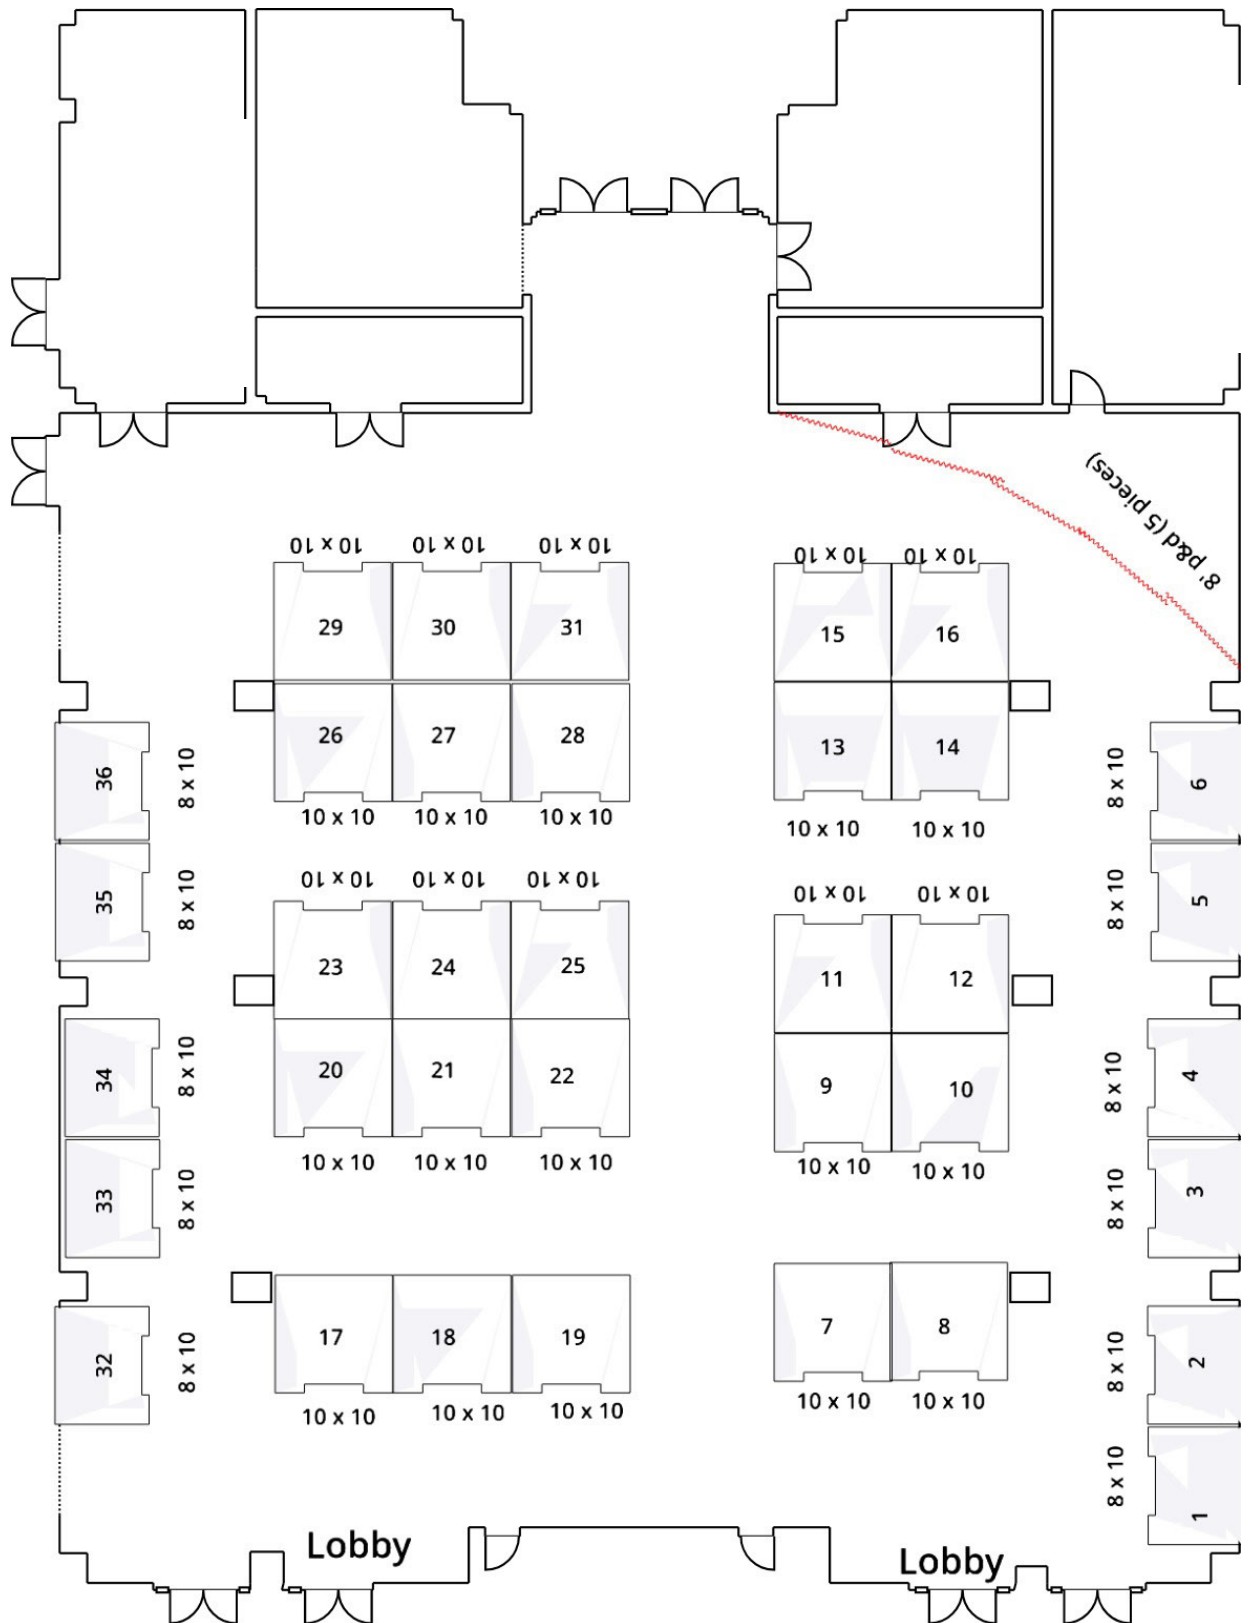 8' p&d (5 pieces)
10 x 10
10 x 10
10 x 10
10 x 10
10 x 10
29
30
31
15
16
26
27
28
13
14
36
8 x 10
8 x 10
6
10 x 10
10 x 10
10 x 10
10 x 10
10 x 10
35
8 x 10
8 x 10
5
10 x 10
10 x 10
10 x 10
10 x 10
10 x 10
23
24
25
11
12
34
8 x 10
20
21
22
9
10
8 x 10
4
10 x 10
10 x 10
10 x 10
10 x 10
10 x 10
33
8 x 10
8 x 10
3
32
8 x 10
17
18
19
7
8
8 x 10
2
10 x 10
10 x 10
10 x 10
10 x 10
10 x 10
8 x 10
1
Lobby
Lobby